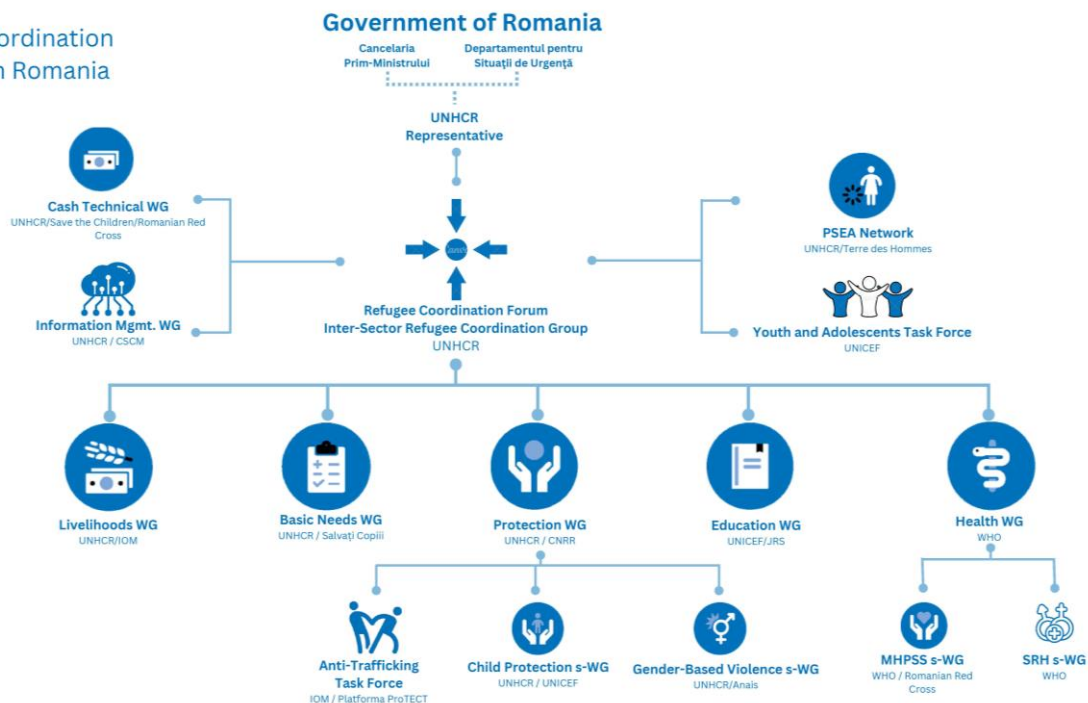 ordination
n Romania
Government of Romania
Cancelaria
Prim-Ministrului
Departamentul pentru
Situații de Urgență
UNHCR
Representative
Cash Technical WG
UNHCR/Save the Children/Romanian Red
Cross
Information Mgmt. WG
UNHCR / CSCM
PSEA Network
UNHCR/Terre des Hommes
Youth and Adolescents Task Force
UNICEF
Refugee Coordination Forum
Inter-Sector Refugee Coordination Group
UNHCR
Livelihoods WG
UNHCR/IOM
Basic Needs WG
UNHCR / Salvați Copiii
Protection WG
UNHCR / CNRR
Education WG
UNICEF/JRS
Health WG
WHO
Anti-Trafficking
Task Force
IOM / Platforma ProTECT
Child Protection s-WG
UNHCR / UNICEF
Gender-Based Violence s-WG
UNHCR/Anais
MHPSS s-WG
WHO / Romanian Red
Cross
SRH s-WG
WHO